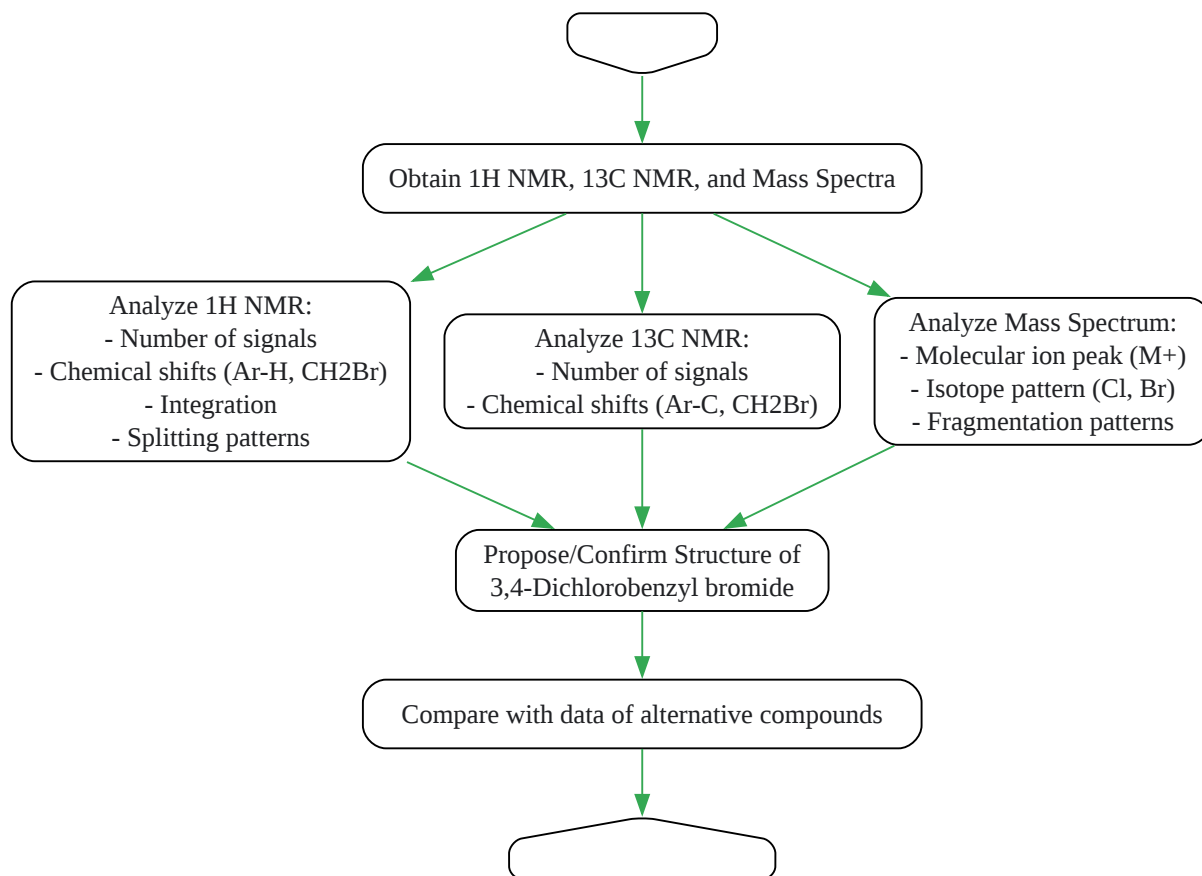 Obtain 1H NMR, 13C NMR, and Mass Spectra
Analyze 1H NMR:
- Number of signals
- Chemical shifts (Ar-H, CH2Br)
- Integration
- Splitting patterns
Analyze 13C NMR:
- Number of signals
- Chemical shifts (Ar-C, CH2Br)
Analyze Mass Spectrum:
- Molecular ion peak (M+)
- Isotope pattern (Cl, Br)
- Fragmentation patterns
Propose/Confirm Structure of
3,4-Dichlorobenzyl bromide
Compare with data of alternative compounds